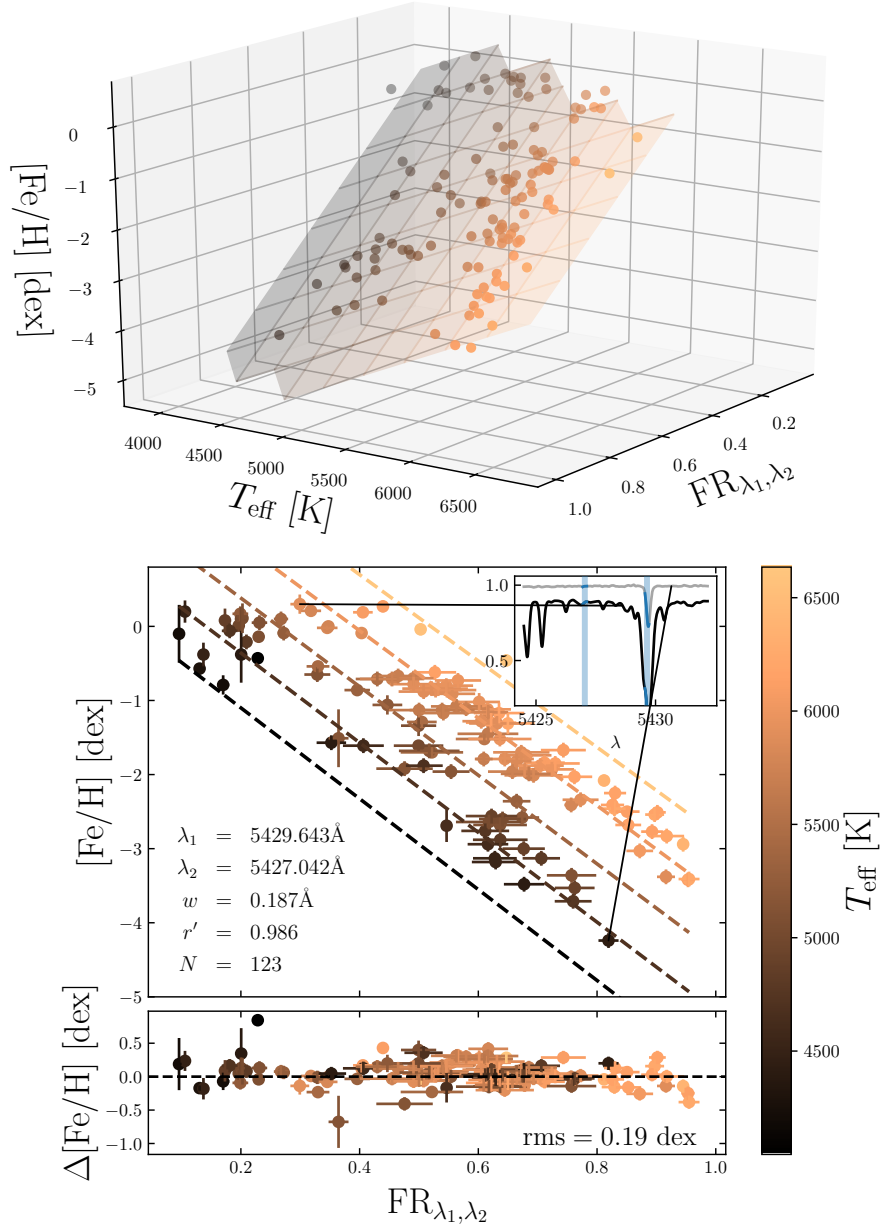 0
−1
−2
−3
−4
−5
[Fe/H] [dex]
4000
4500
5000
5500
6000
6500
T_eff [K]
0.2
0.4
0.6
0.8
1.0
FR_λ₁,λ₂
0
−1
−2
−3
−4
−5
[Fe/H] [dex]
1.0
0.5
5425
5430
λ
λ₁ = 5429.643Å
λ₂ = 5427.042Å
w = 0.187Å
r′ = 0.986
N = 123
0.5
0.0
−0.5
−1.0
Δ[Fe/H] [dex]
rms = 0.19 dex
0.2
0.4
0.6
0.8
1.0
FR_λ₁,λ₂
6500
6000
5500
5000
4500
T_eff [K]